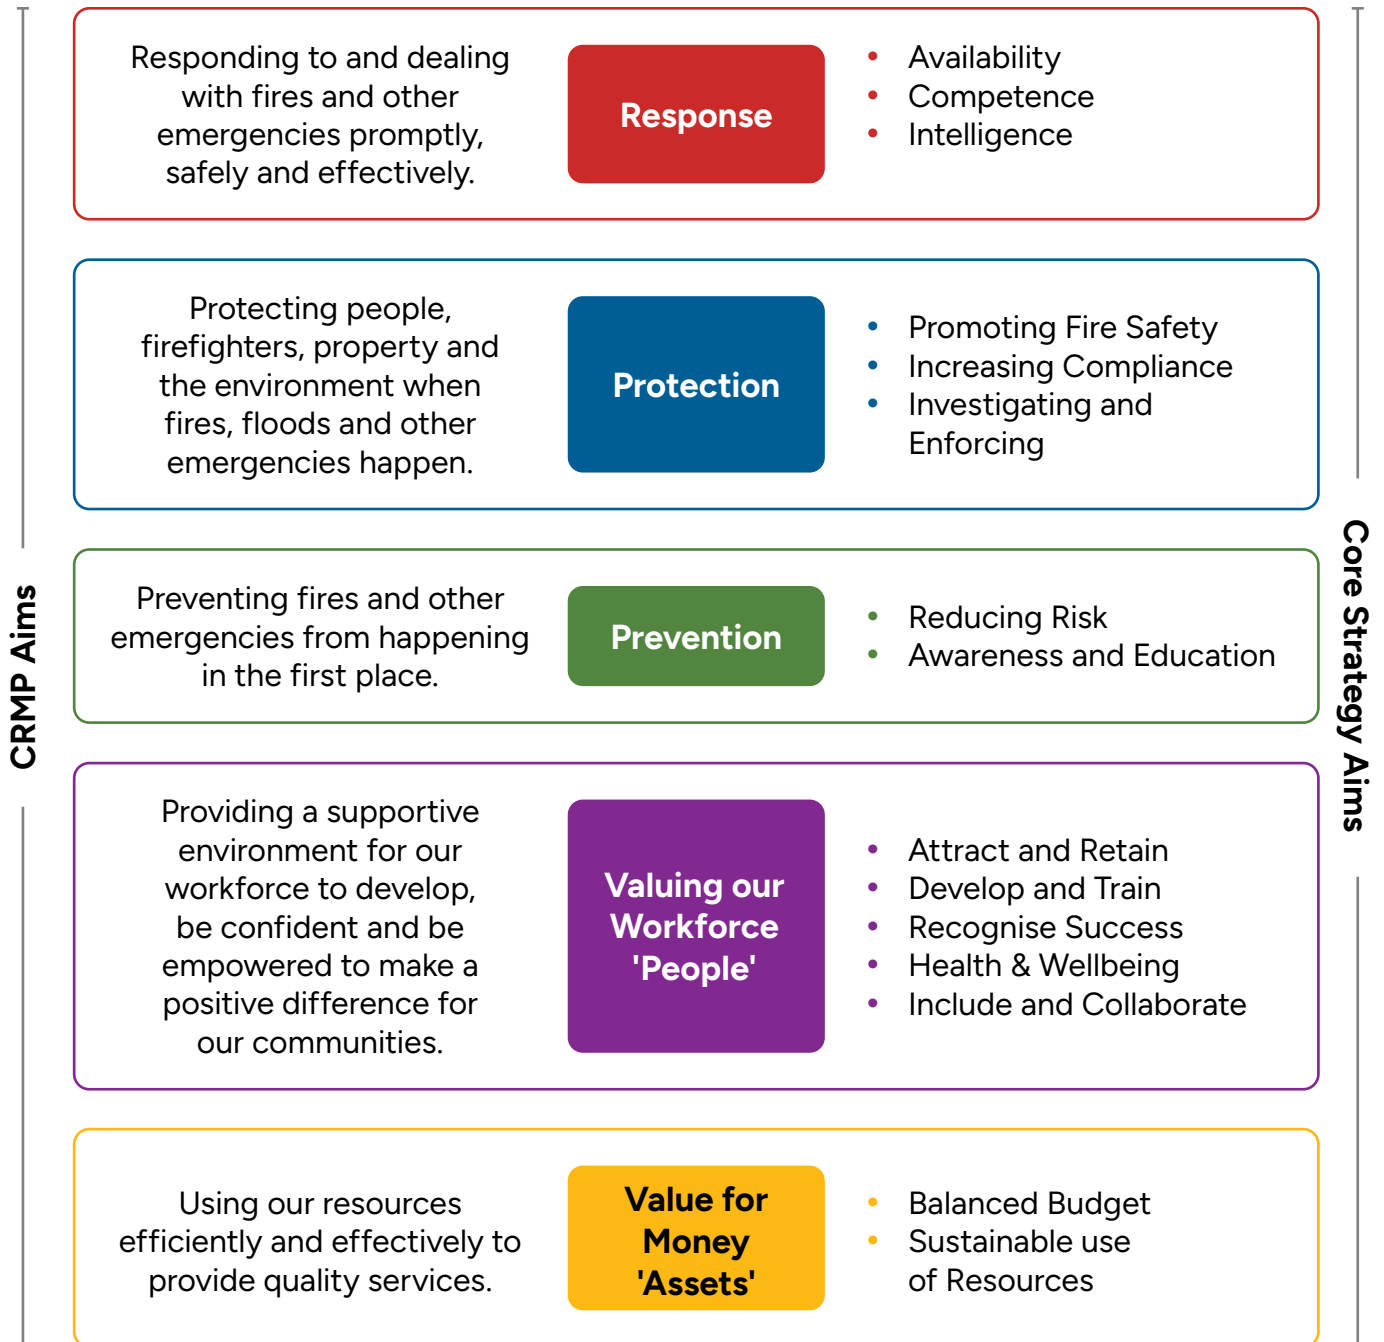 CRMP Aims
Core Strategy Aims
Responding to and dealing
with fires and other
emergencies promptly,
safely and effectively.
Response
• Availability
• Competence
• Intelligence
Protecting people,
firefighters, property and
the environment when
fires, floods and other
emergencies happen.
Protection
• Promoting Fire Safety
• Increasing Compliance
• Investigating and
Enforcing
Preventing fires and other
emergencies from happening
in the first place.
Prevention
• Reducing Risk
• Awareness and Education
Providing a supportive
environment for our
workforce to develop,
be confident and be
empowered to make a
positive difference for
our communities.
Valuing our
Workforce
'People'
• Attract and Retain
• Develop and Train
• Recognise Success
• Health & Wellbeing
• Include and Collaborate
Using our resources
efficiently and effectively to
provide quality services.
Value for
Money
'Assets'
• Balanced Budget
• Sustainable use
of Resources